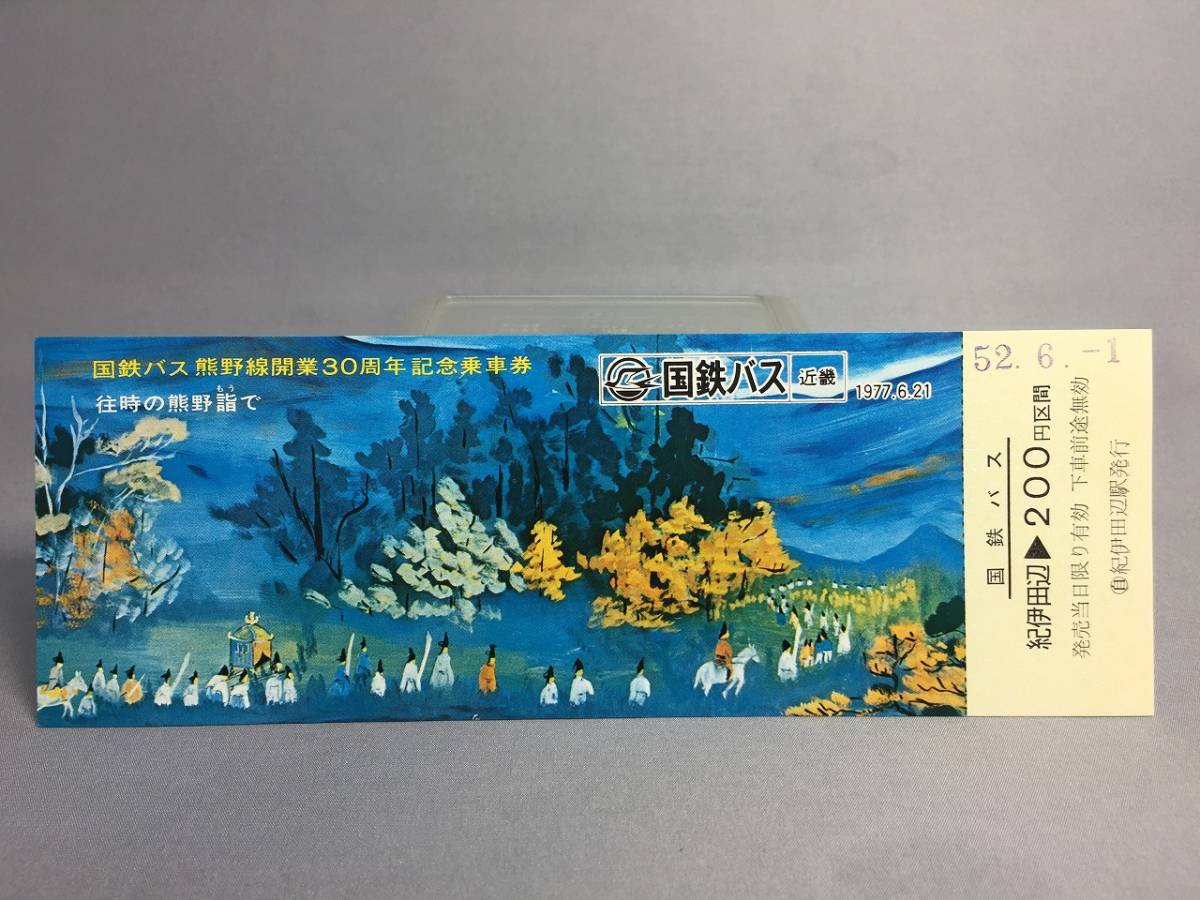 国鉄バス熊野線開業30周年記念乗車券
往時の熊野詣で
もう
国鉄バス 近畿 1977.6.21
52.6.-1
国鉄バス
紀伊田辺▶200円区間
発売当日限り有効 下車前途無効
自紀伊田辺駅発行